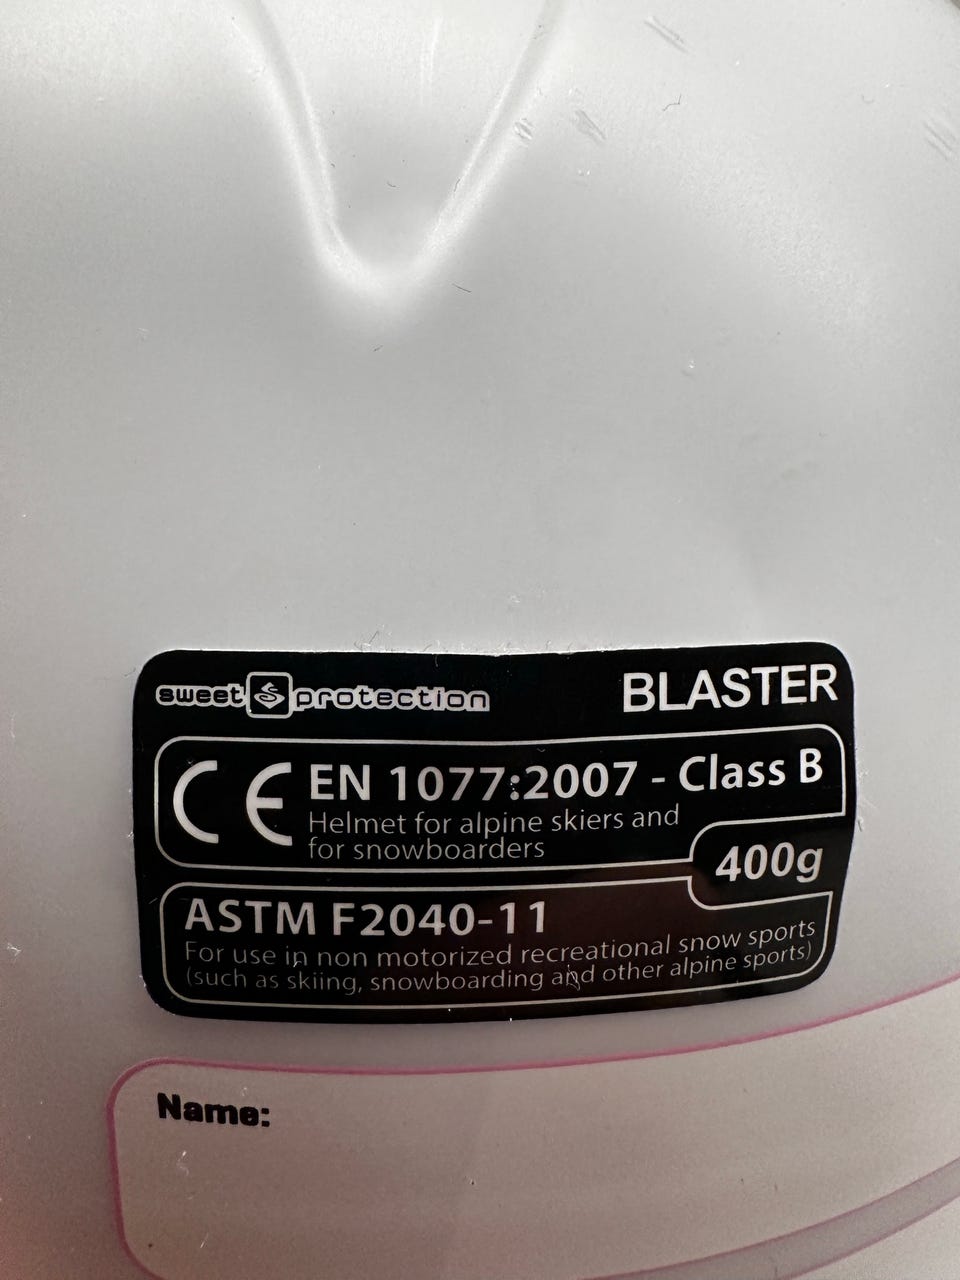 sweet protection
BLASTER
CE
EN 1077:2007 - Class B
Helmet for alpine skiers and
for snowboarders
400g
ASTM F2040-11
For use in non motorized recreational snow sports
(such as skiing, snowboarding and other alpine sports)
Name: